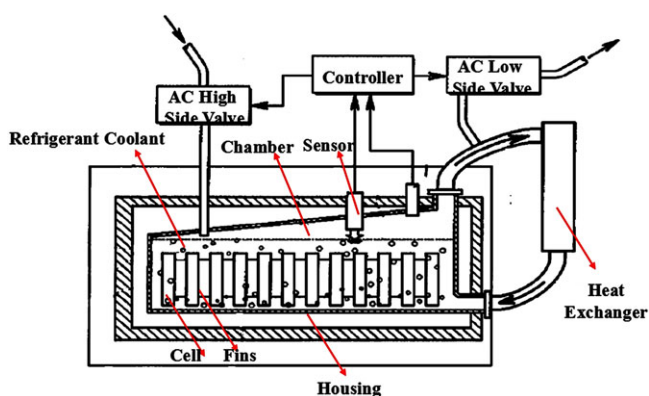 AC High
Side Valve
Controller
AC Low
Side Valve
Refrigerant Coolant
Chamber
Sensor
Heat
Exchanger
Cell
Fins
Housing